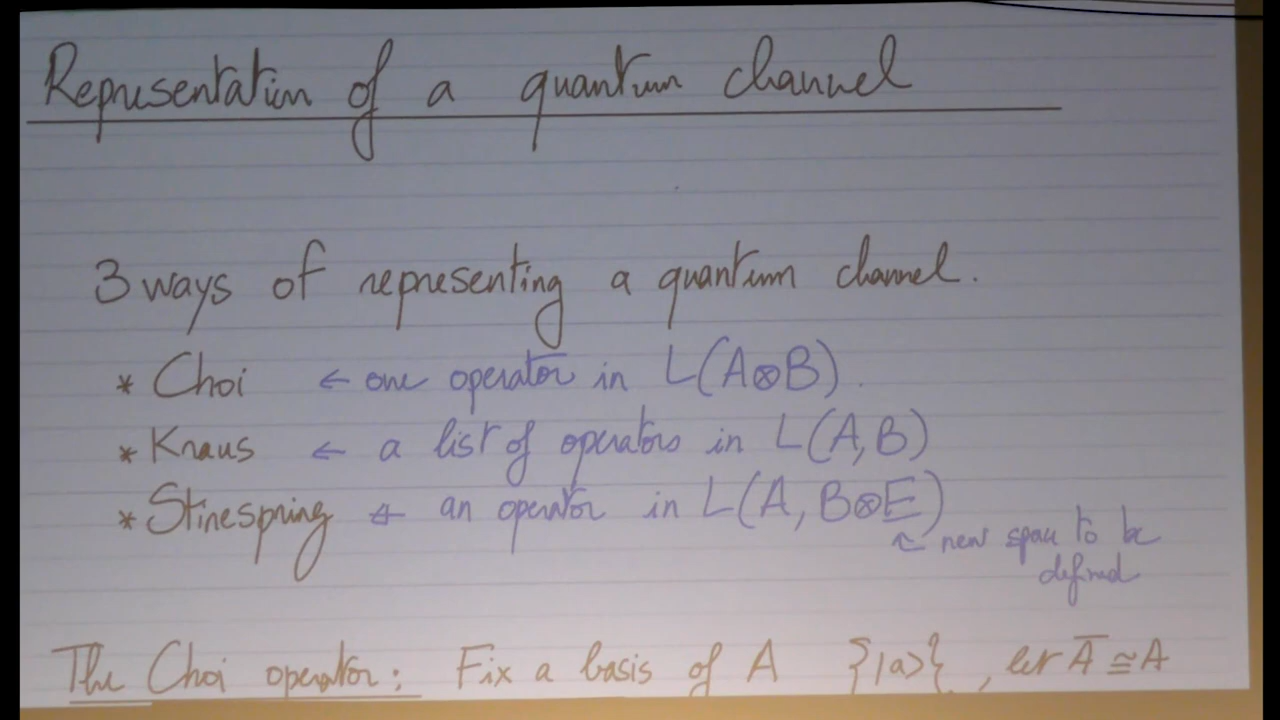 Representation of a quantum channel
3 ways of representing a quantum channel.
* Choi ← one operator in L(A⊗B).
* Kraus ← a list of operators in L(A,B)
* Stinespring ← an operator in L(A, B⊗E)
↖ new space to be
defined
The Choi operator: Fix a basis of A {|a>}, let A̅ ≅ A